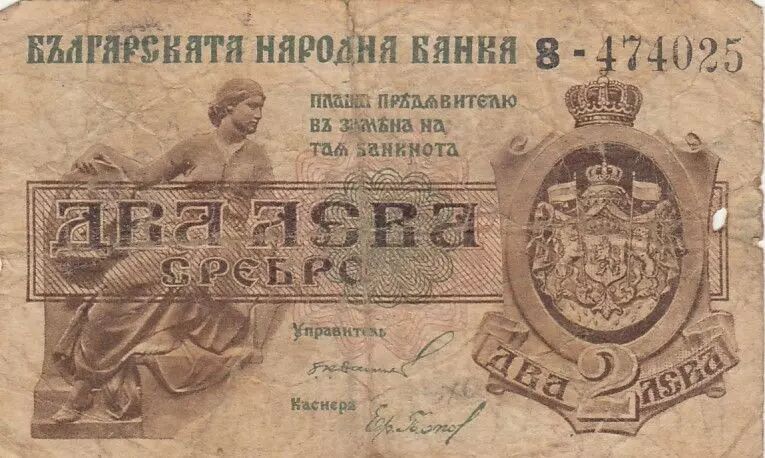 БЪЛГАРСКАТА НАРОДНА БАНКА 8-474025
ПЛАЩА ПРѢДЯВИТЕЛЮ
ВЪ ЗАМѢНА НА
ТАЯ БАНКНОТА
ДВА ЛЕВА
СРЕБРО
Управитель
Касиеръ
ДВА 2 ЛЕВА